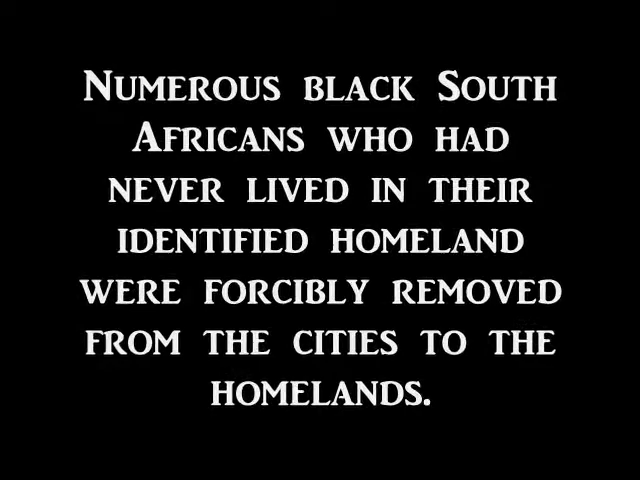 Numerous black South
Africans who had
never lived in their
identified homeland
were forcibly removed
from the cities to the
homelands.